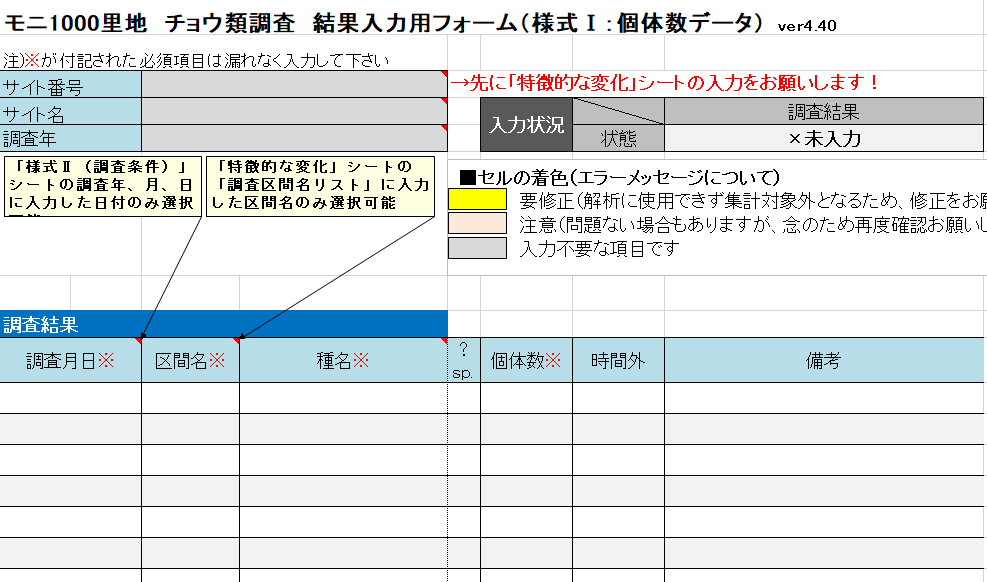 モニ1000里地　チョウ類調査　結果入力用フォーム（様式Ⅰ：個体数データ） ver4.40
注)※が付記された必須項目は漏れなく入力して下さい
サイト番号
→先に「特徴的な変化」シートの入力をお願いします！
サイト名
入力状況
調査結果
調査年
状態
×未入力
「様式Ⅱ（調査条件）」
シートの調査年、月、日
に入力した日付のみ選択
「特徴的な変化」シートの
「調査区間名リスト」に入力
した区間名のみ選択可能
■セルの着色（エラーメッセージについて）
要修正（解析に使用できず集計対象外となるため、修正をお
注意（問題ない場合もありますが、念のため再度確認お願いし
入力不要な項目です
調査結果
調査月日※
区間名※
種名※
?
sp.
個体数※
時間外
備考